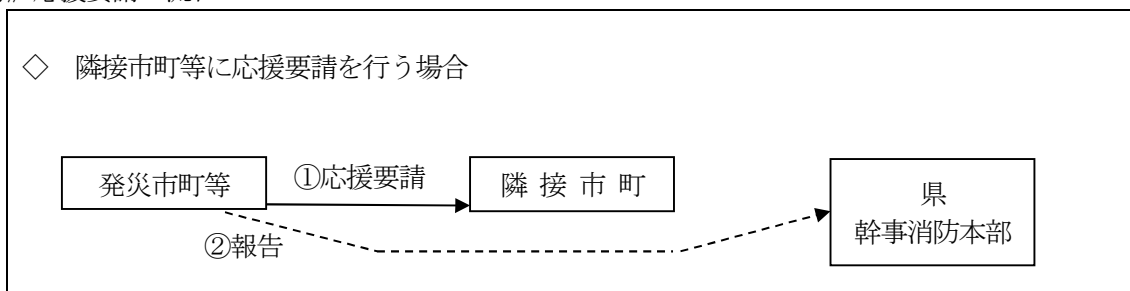 ◇ 隣接市町等に応援要請を行う場合
発災市町等
①応援要請
隣 接 市 町
県
幹事消防本部
②報告